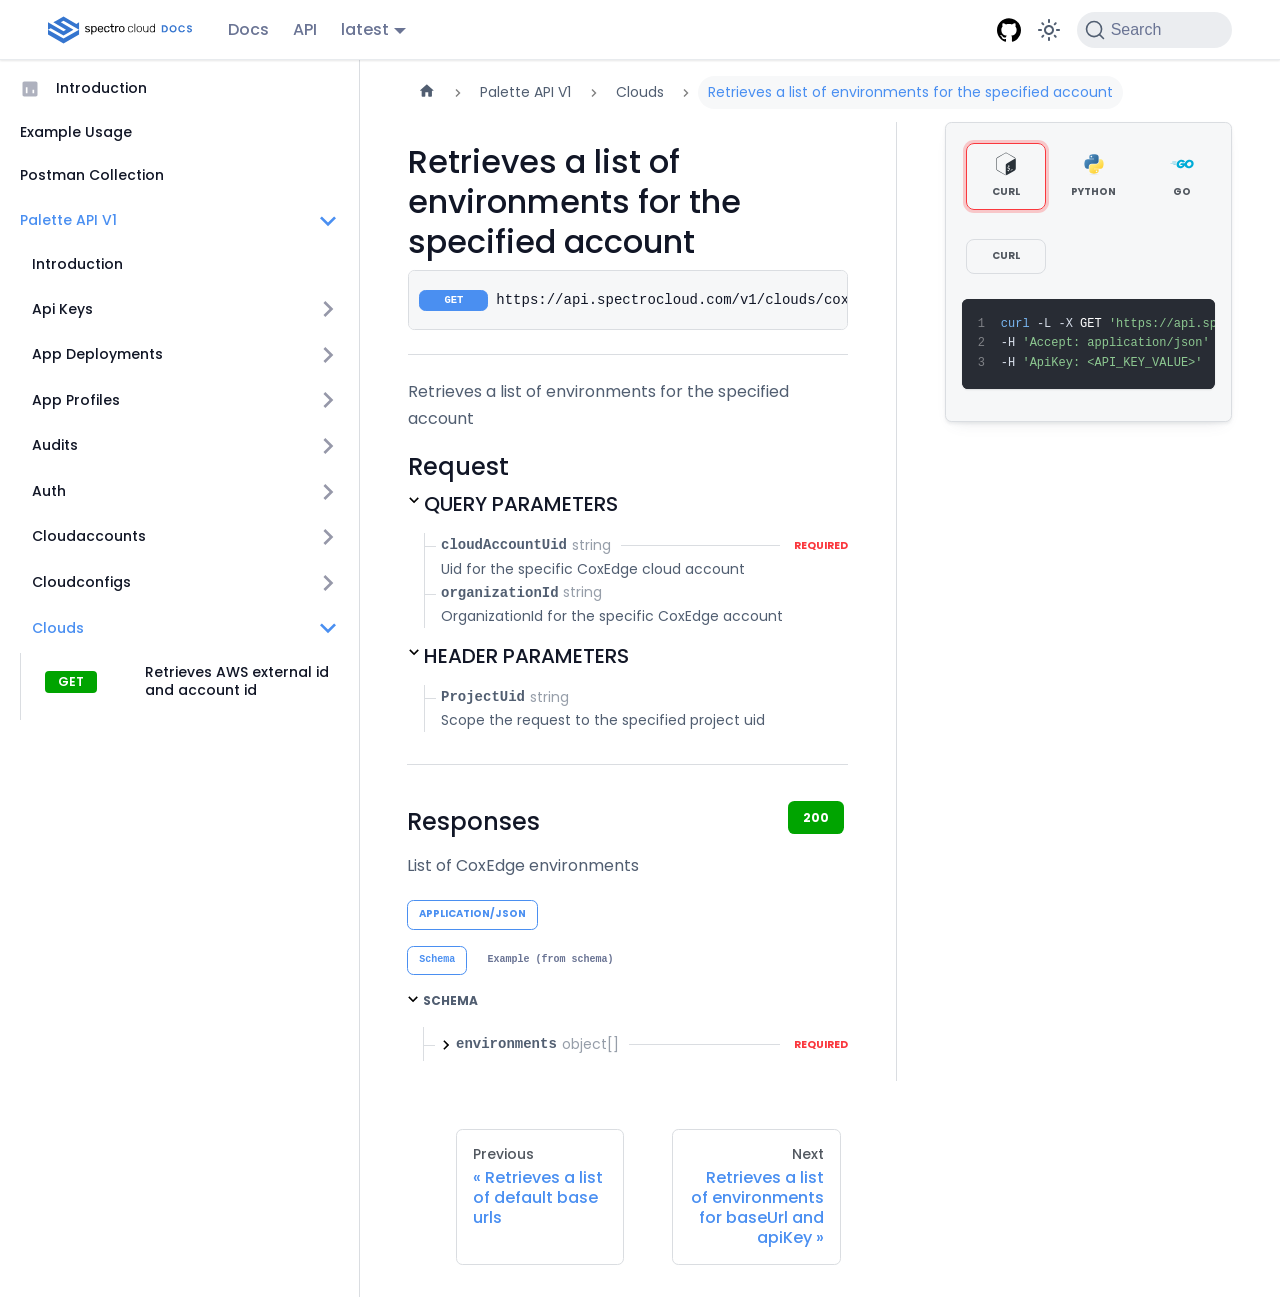 spectro cloud DOCS
Docs
API
latest
Search
Introduction
Example Usage
Postman Collection
Palette API V1
Introduction
Api Keys
App Deployments
App Profiles
Audits
Auth
Cloudaccounts
Cloudconfigs
Clouds
GET
Retrieves AWS external id
and account id
Palette API V1
Clouds
Retrieves a list of environments for the specified account
Retrieves a list of
environments for the
specified account
GET https://api.spectrocloud.com/v1/clouds/cox
Retrieves a list of environments for the specified
account
Request
QUERY PARAMETERS
cloudAccountUid string REQUIRED
Uid for the specific CoxEdge cloud account
organizationId string
OrganizationId for the specific CoxEdge account
HEADER PARAMETERS
ProjectUid string
Scope the request to the specified project uid
Responses
200
List of CoxEdge environments
APPLICATION/JSON
Schema
Example (from schema)
SCHEMA
environments object[] REQUIRED
CURL
PYTHON
GO
CURL
1 curl -L -X GET 'https://api.sp
2 -H 'Accept: application/json'
3 -H 'ApiKey: <API_KEY_VALUE>'
Previous
« Retrieves a list
of default base
urls
Next
Retrieves a list
of environments
for baseUrl and
apiKey »